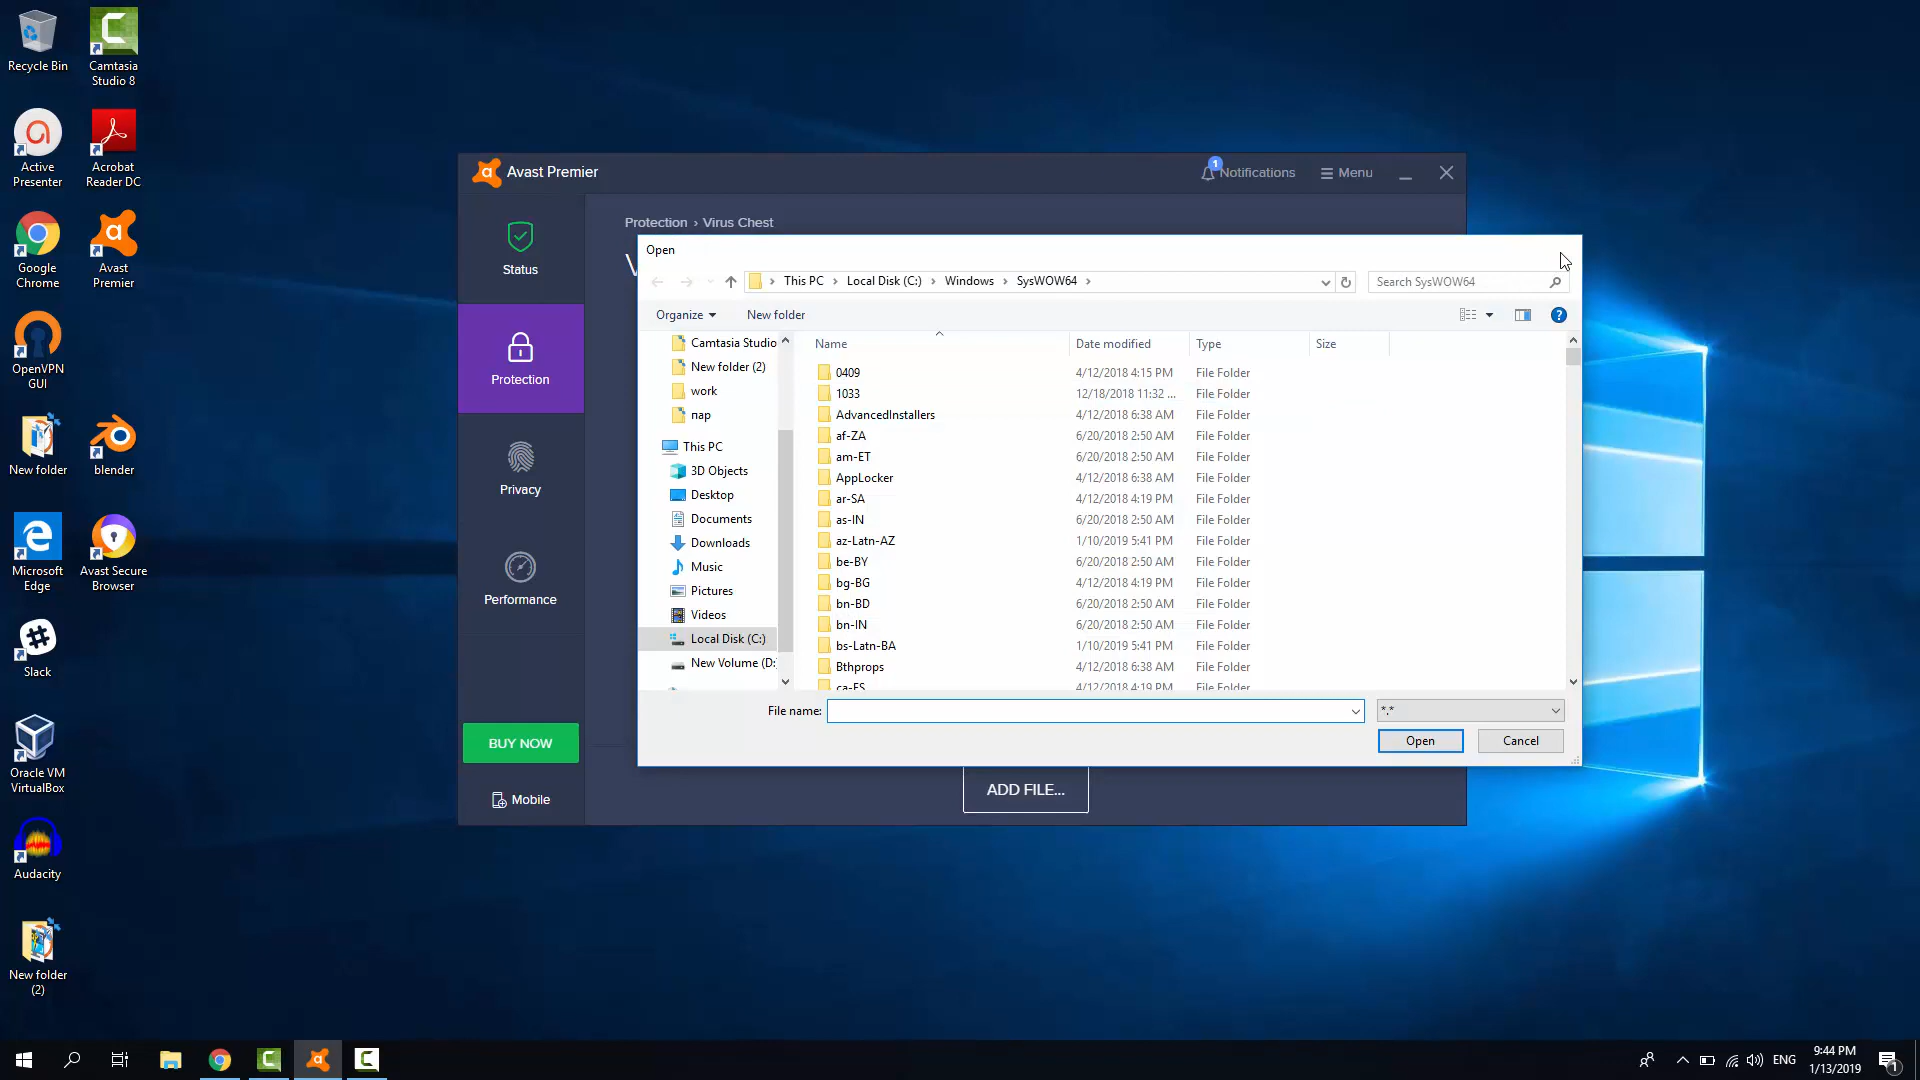 Recycle Bin
Camtasia
Studio 8
Active
Presenter
Acrobat
Reader DC
Google
Chrome
Avast
Premier
OpenVPN
GUI
New folder
blender
Microsoft
Edge
Avast Secure
Browser
Slack
Oracle VM
VirtualBox
Audacity
New folder
(2)
Avast Premier
1
Notifications
Menu
Status
Protection
Privacy
Performance
BUY NOW
Mobile
Protection › Virus Chest
Open
This PC › Local Disk (C:) › Windows › SysWOW64 ›
Search SysWOW64
Organize
New folder
Camtasia Studio
New folder (2)
work
nap
This PC
3D Objects
Desktop
Documents
Downloads
Music
Pictures
Videos
Local Disk (C:)
New Volume (D:
Name Date modified Type Size
0409 4/12/2018 4:15 PM File Folder
1033 12/18/2018 11:32 ... File Folder
AdvancedInstallers 4/12/2018 6:38 AM File Folder
af-ZA 6/20/2018 2:50 AM File Folder
am-ET 6/20/2018 2:50 AM File Folder
AppLocker 4/12/2018 6:38 AM File Folder
ar-SA 4/12/2018 4:19 PM File Folder
as-IN 6/20/2018 2:50 AM File Folder
az-Latn-AZ 1/10/2019 5:41 PM File Folder
be-BY 6/20/2018 2:50 AM File Folder
bg-BG 4/12/2018 4:19 PM File Folder
bn-BD 6/20/2018 2:50 AM File Folder
bn-IN 6/20/2018 2:50 AM File Folder
bs-Latn-BA 1/10/2019 5:41 PM File Folder
Bthprops 4/12/2018 6:38 AM File Folder
ca-ES 4/12/2018 4:19 PM File Folder
File name:
*.*
Open
Cancel
ADD FILE...
ENG
9:44 PM
1/13/2019
1